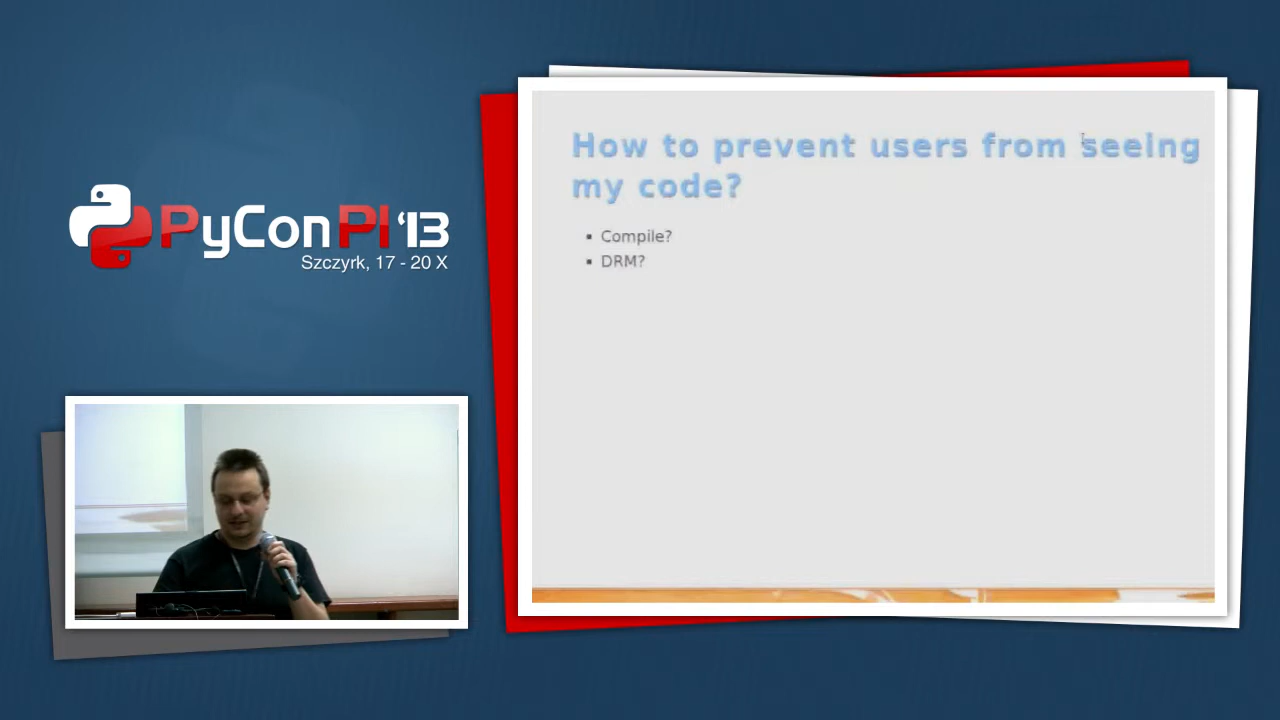 PyConPl '13
Szczyrk, 17 - 20 X
How to prevent users from seeing
my code?
Compile?
DRM?